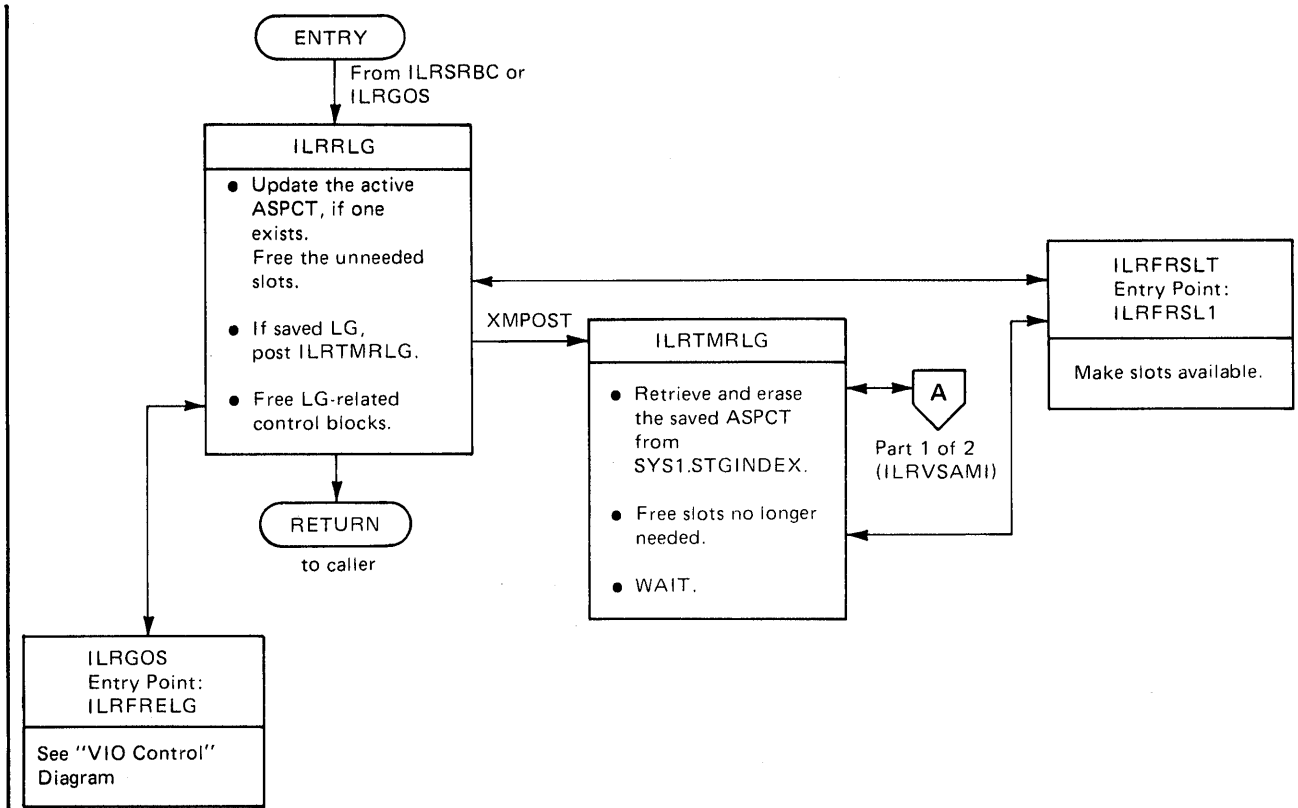 ENTRY
From ILRSRBC or
ILRGOS
ILRRLG
● Update the active
ASPCT, if one
exists.
Free the unneeded
slots.
● If saved LG,
post ILRTMRLG.
● Free LG-related
control blocks.
RETURN
to caller
XMPOST
ILRTMRLG
● Retrieve and erase
the saved ASPCT
from
SYS1.STGINDEX.
● Free slots no longer
needed.
● WAIT.
A
Part 1 of 2
(ILRVSAMI)
ILRFRSLT
Entry Point:
ILRFRSL1
Make slots available.
ILRGOS
Entry Point:
ILRFRELG
See "VIO Control"
Diagram